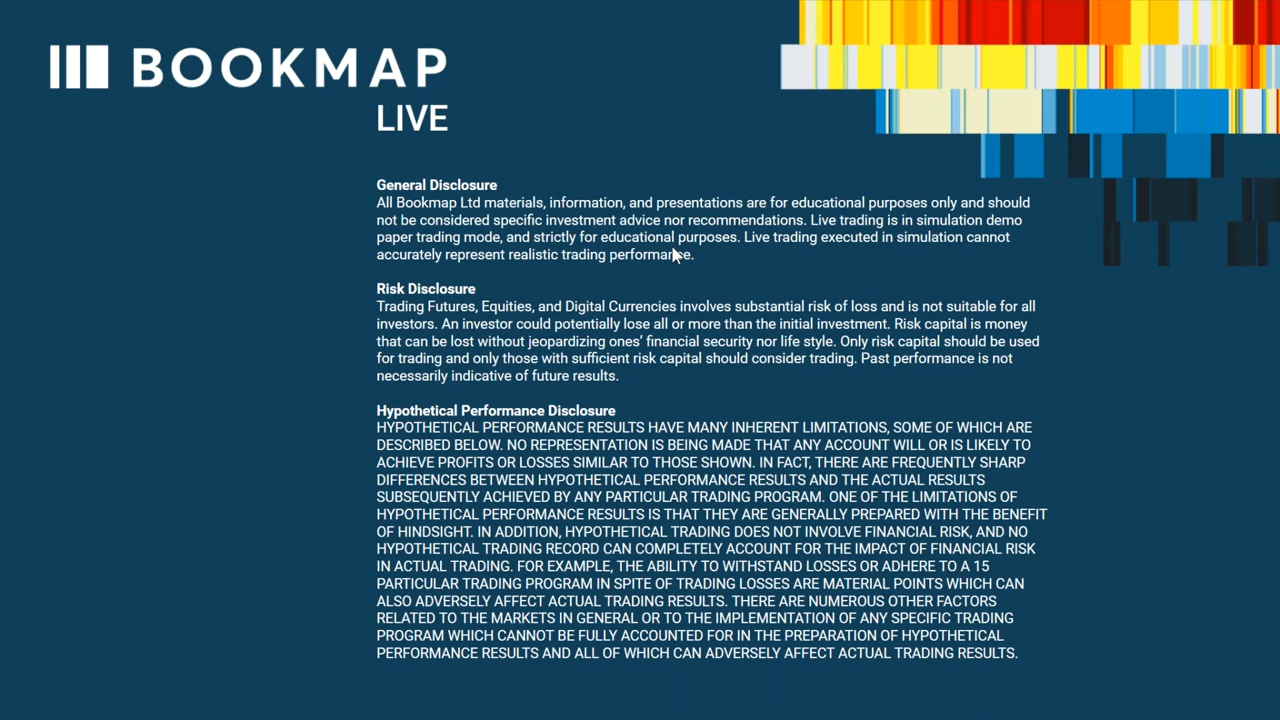 BOOKMAP
LIVE
General Disclosure
All Bookmap Ltd materials, information, and presentations are for educational purposes only and should
not be considered specific investment advice nor recommendations. Live trading is in simulation demo
paper trading mode, and strictly for educational purposes. Live trading executed in simulation cannot
accurately represent realistic trading performance.
Risk Disclosure
Trading Futures, Equities, and Digital Currencies involves substantial risk of loss and is not suitable for all
investors. An investor could potentially lose all or more than the initial investment. Risk capital is money
that can be lost without jeopardizing ones’ financial security nor life style. Only risk capital should be used
for trading and only those with sufficient risk capital should consider trading. Past performance is not
necessarily indicative of future results.
Hypothetical Performance Disclosure
HYPOTHETICAL PERFORMANCE RESULTS HAVE MANY INHERENT LIMITATIONS, SOME OF WHICH ARE
DESCRIBED BELOW. NO REPRESENTATION IS BEING MADE THAT ANY ACCOUNT WILL OR IS LIKELY TO
ACHIEVE PROFITS OR LOSSES SIMILAR TO THOSE SHOWN. IN FACT, THERE ARE FREQUENTLY SHARP
DIFFERENCES BETWEEN HYPOTHETICAL PERFORMANCE RESULTS AND THE ACTUAL RESULTS
SUBSEQUENTLY ACHIEVED BY ANY PARTICULAR TRADING PROGRAM. ONE OF THE LIMITATIONS OF
HYPOTHETICAL PERFORMANCE RESULTS IS THAT THEY ARE GENERALLY PREPARED WITH THE BENEFIT
OF HINDSIGHT. IN ADDITION, HYPOTHETICAL TRADING DOES NOT INVOLVE FINANCIAL RISK, AND NO
HYPOTHETICAL TRADING RECORD CAN COMPLETELY ACCOUNT FOR THE IMPACT OF FINANCIAL RISK
IN ACTUAL TRADING. FOR EXAMPLE, THE ABILITY TO WITHSTAND LOSSES OR ADHERE TO A 15
PARTICULAR TRADING PROGRAM IN SPITE OF TRADING LOSSES ARE MATERIAL POINTS WHICH CAN
ALSO ADVERSELY AFFECT ACTUAL TRADING RESULTS. THERE ARE NUMEROUS OTHER FACTORS
RELATED TO THE MARKETS IN GENERAL OR TO THE IMPLEMENTATION OF ANY SPECIFIC TRADING
PROGRAM WHICH CANNOT BE FULLY ACCOUNTED FOR IN THE PREPARATION OF HYPOTHETICAL
PERFORMANCE RESULTS AND ALL OF WHICH CAN ADVERSELY AFFECT ACTUAL TRADING RESULTS.